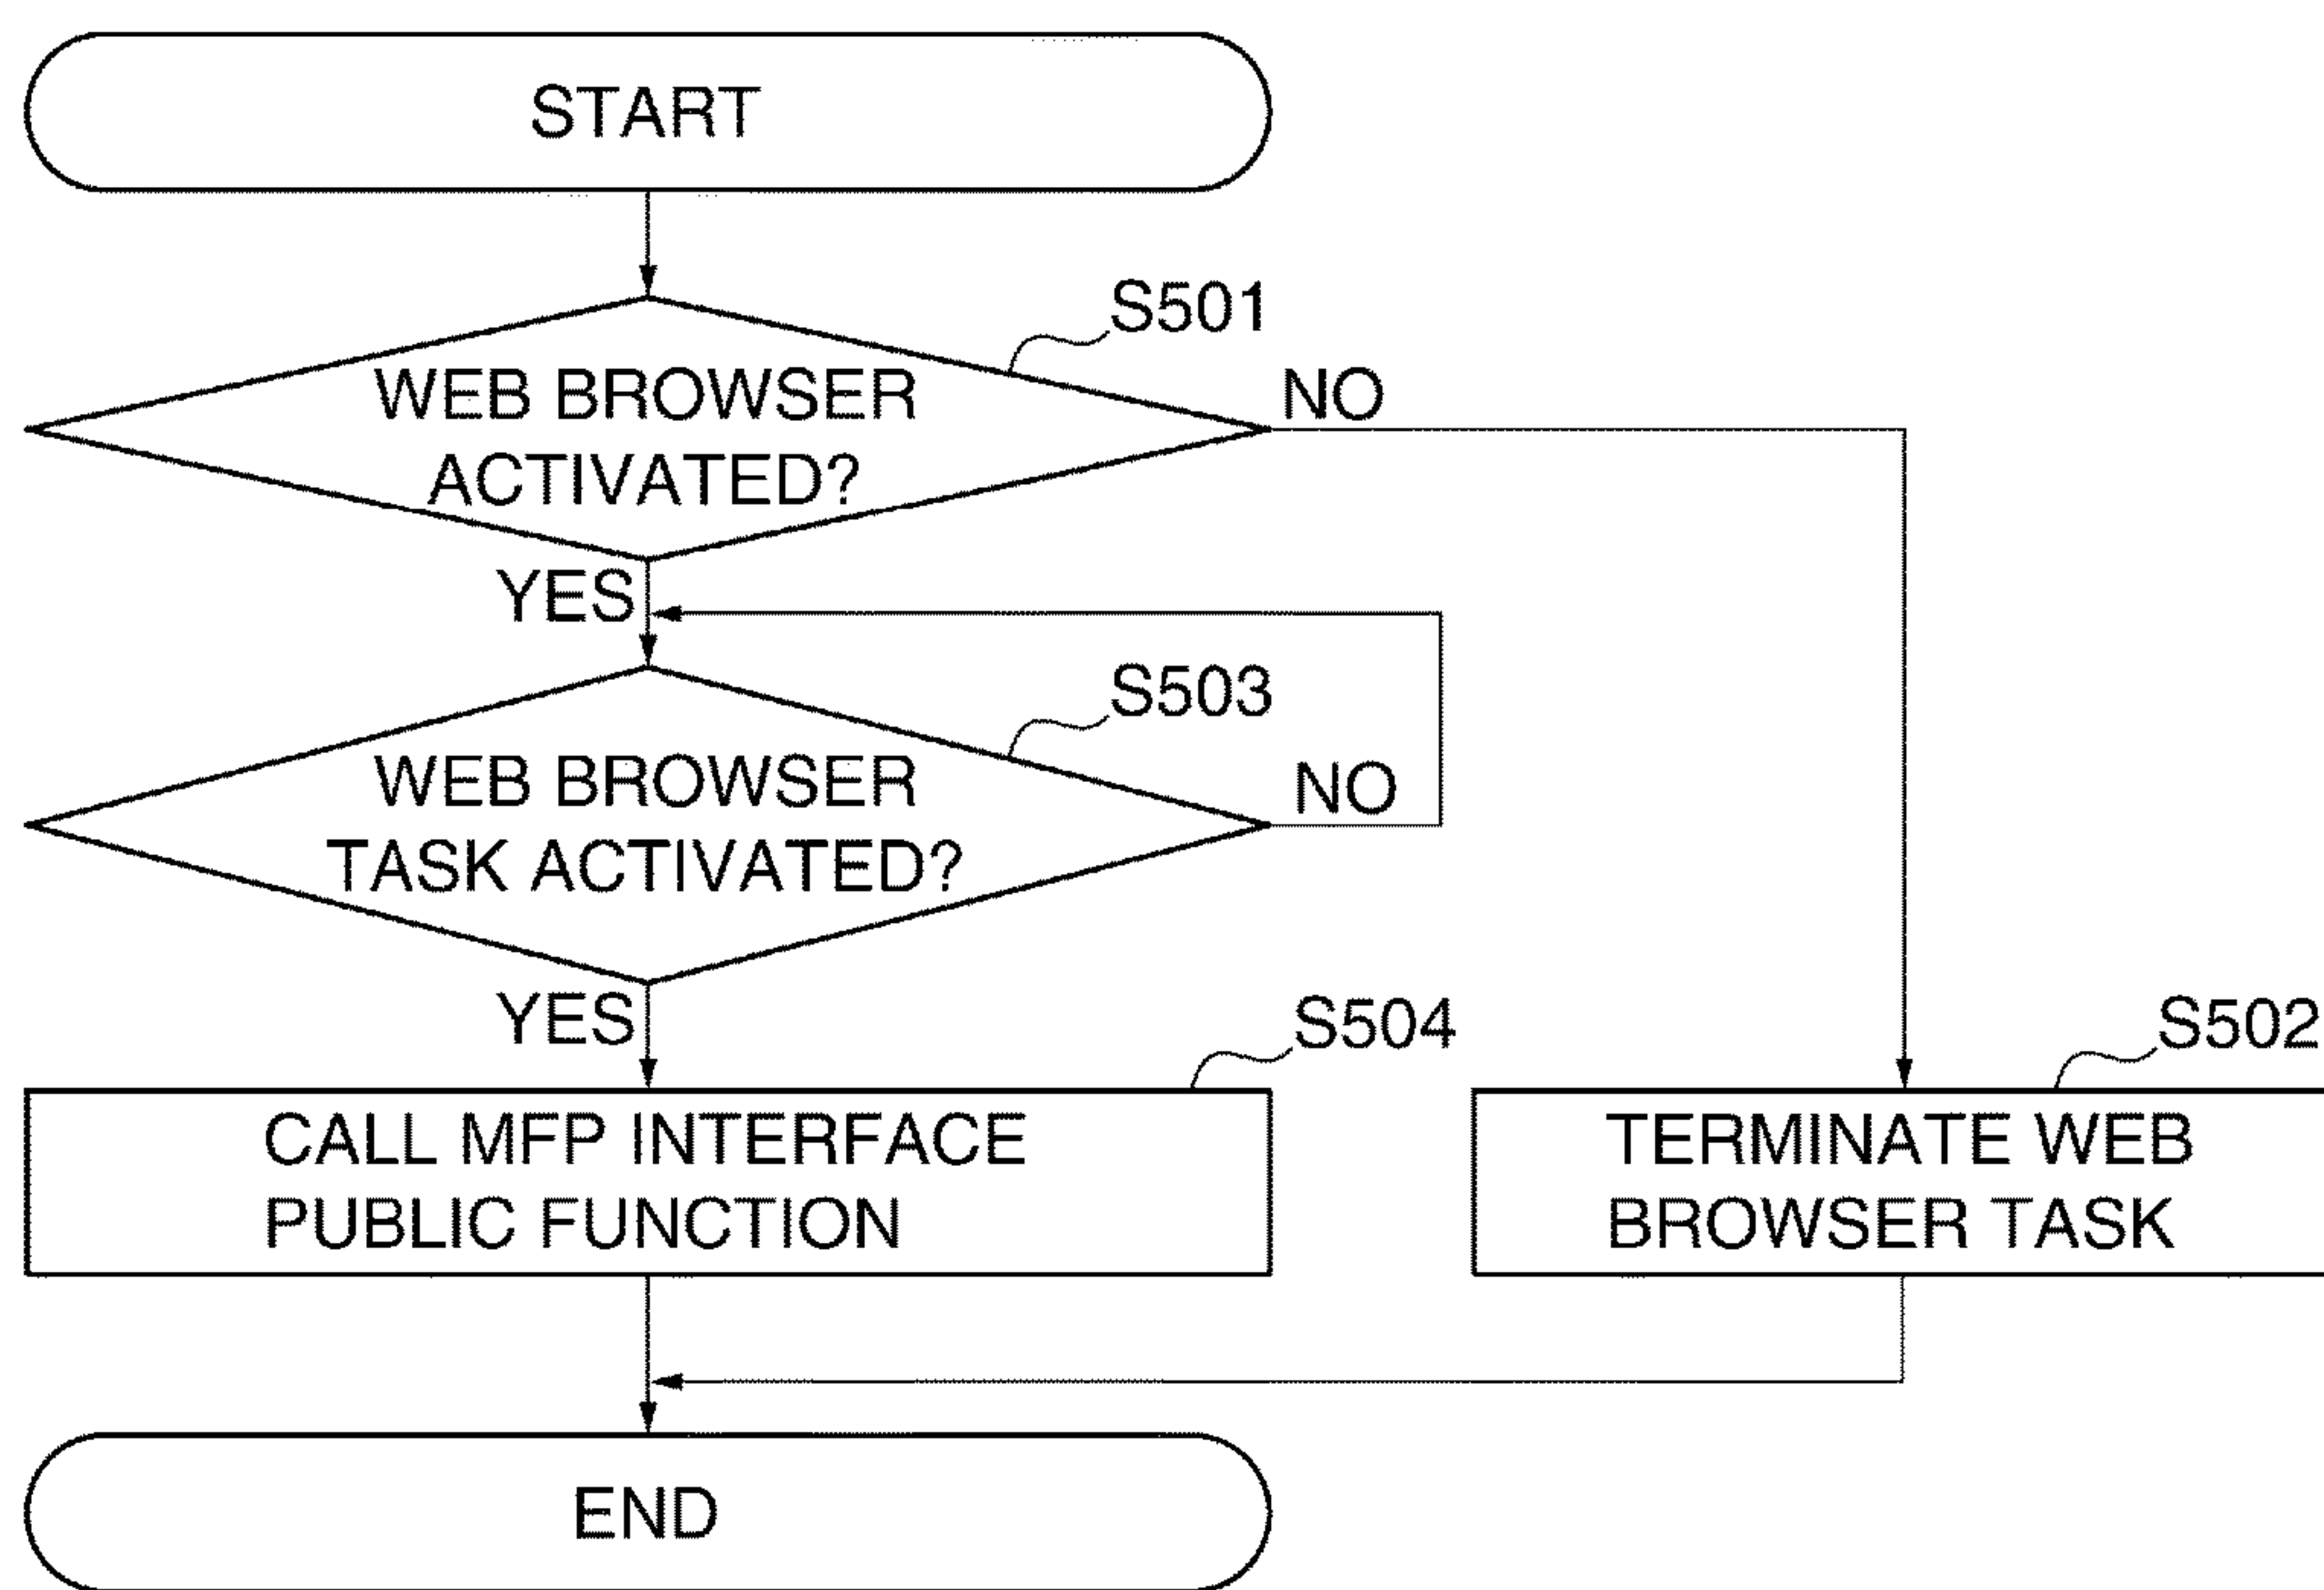 START
S501
WEB BROWSER
ACTIVATED?
NO
YES
S503
WEB BROWSER
TASK ACTIVATED?
NO
YES
S504
CALL MFP INTERFACE
PUBLIC FUNCTION
S502
TERMINATE WEB
BROWSER TASK
END